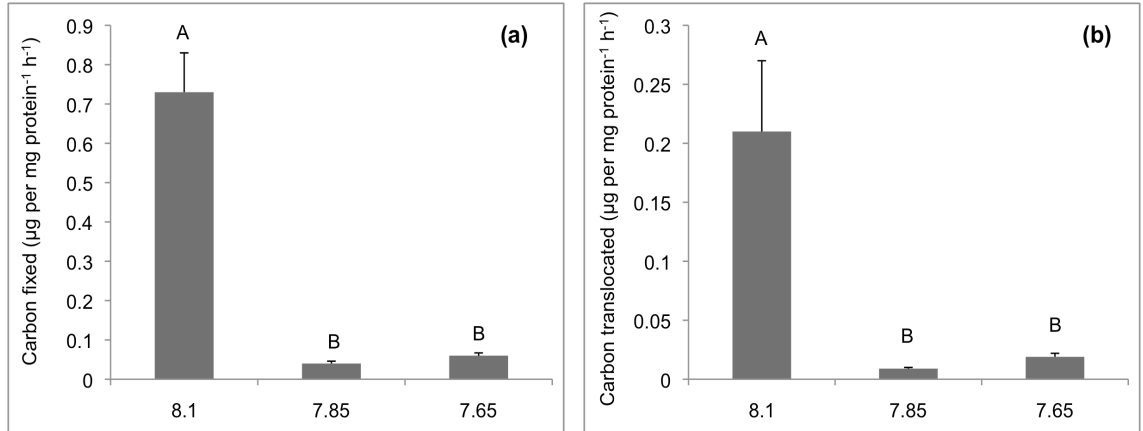 (a)
Carbon fixed (µg per mg protein⁻¹ h⁻¹)
0.9
0.8
0.7
0.6
0.5
0.4
0.3
0.2
0.1
0
A
B
B
8.1
7.85
7.65
(b)
Carbon translocated (µg per mg protein⁻¹ h⁻¹)
0.3
0.25
0.2
0.15
0.1
0.05
0
A
B
B
8.1
7.85
7.65